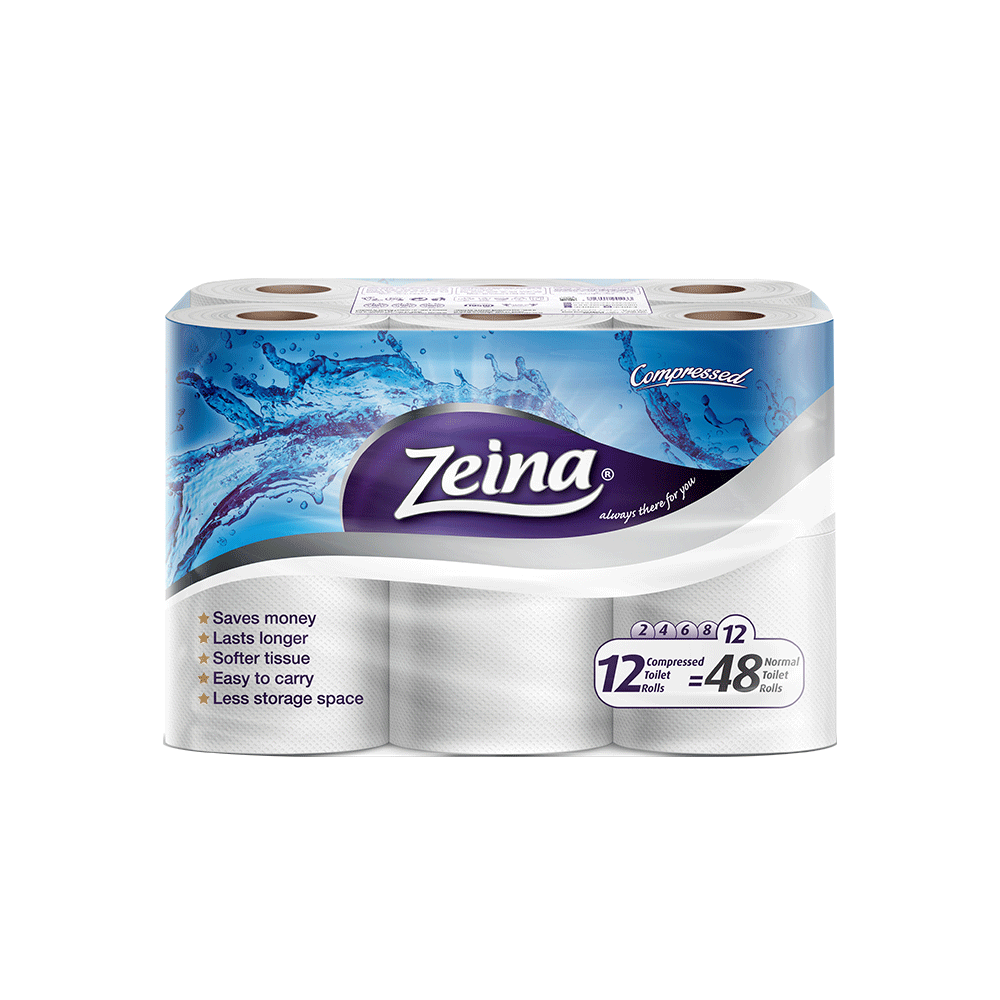 Compressed
Zeina®
always there for you
Saves money
Lasts longer
Softer tissue
Easy to carry
Less storage space
2 4 6 8 12
12 Compressed Toilet Rolls = 48 Normal Toilet Rolls